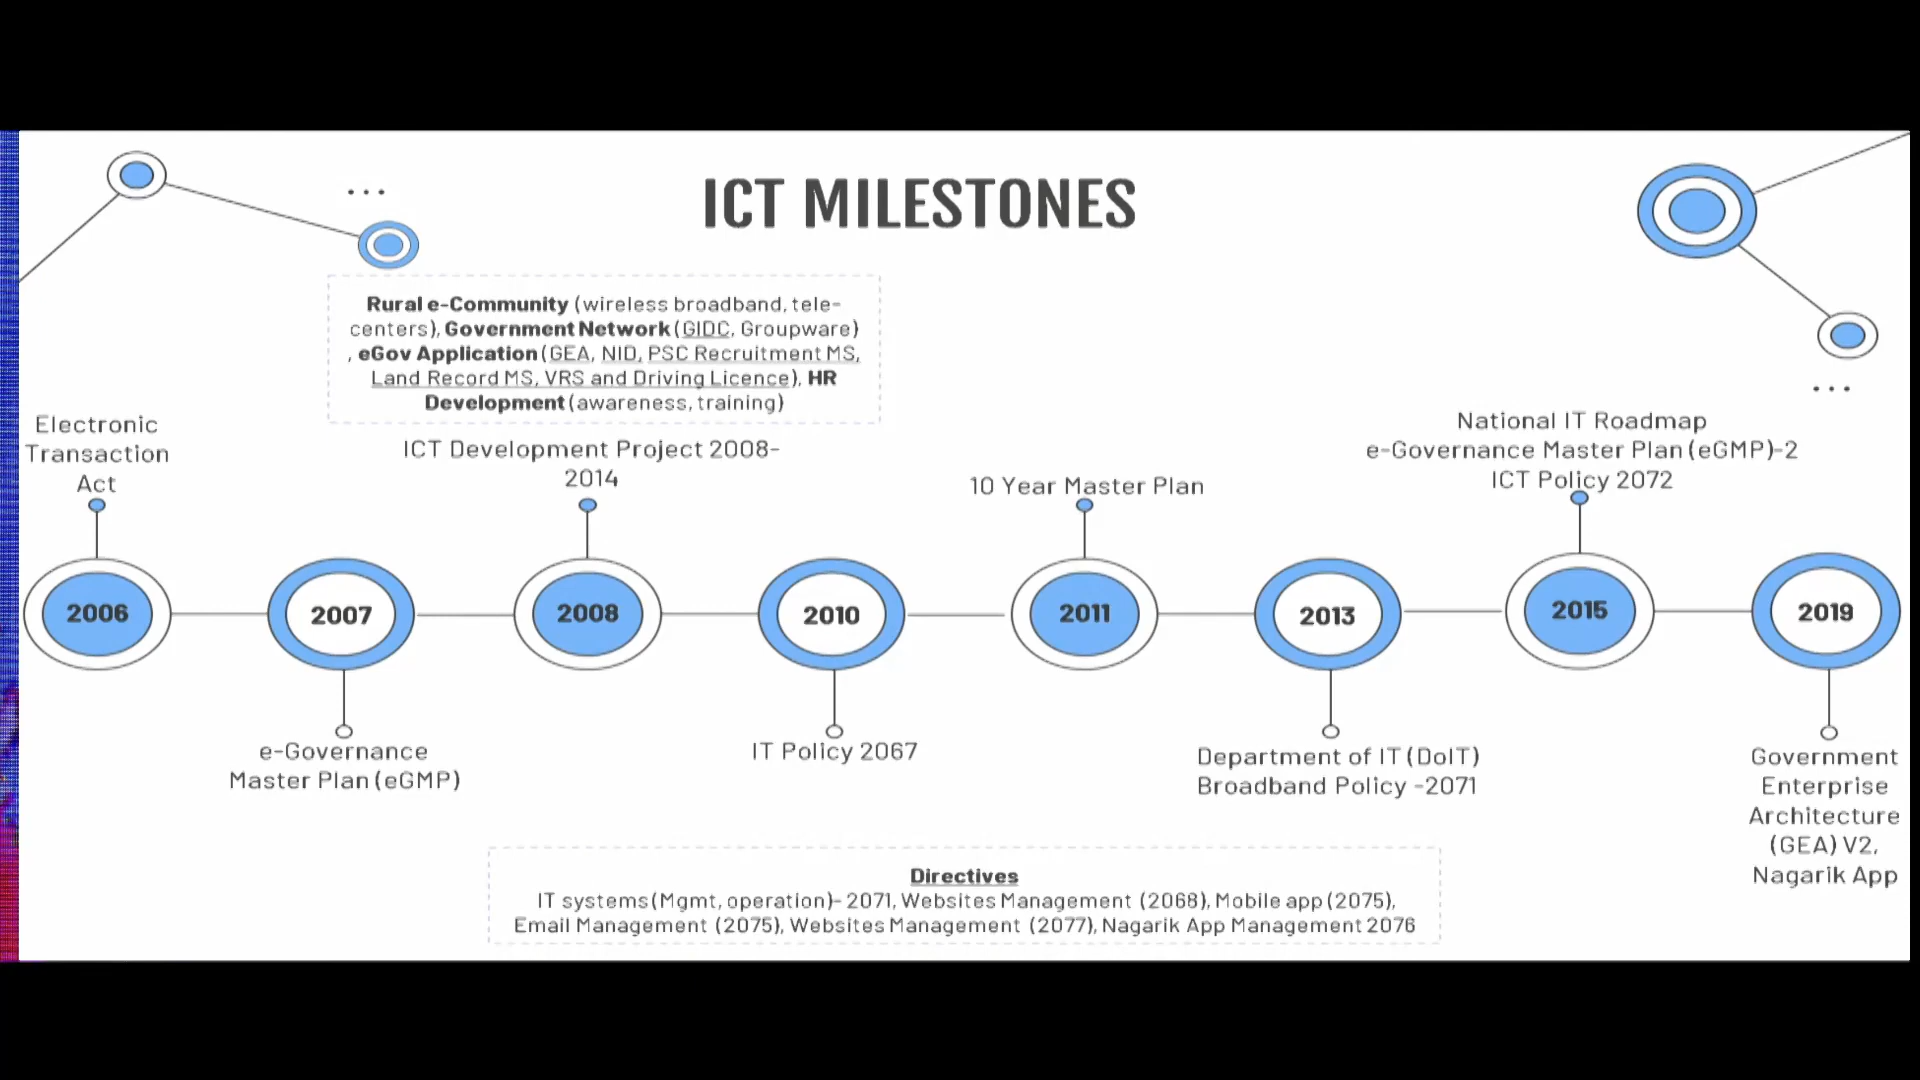 ICT MILESTONES
Rural e-Community (wireless broadband, tele-
centers), Government Network (GIDC, Groupware)
, eGov Application (GEA, NID, PSC Recruitment MS,
Land Record MS, VRS and Driving Licence), HR
Development (awareness, training)
Electronic
Transaction
Act
ICT Development Project 2008-
2014
10 Year Master Plan
National IT Roadmap
e-Governance Master Plan (eGMP)-2
ICT Policy 2072
2006
2007
2008
2010
2011
2013
2015
2019
e-Governance
Master Plan (eGMP)
IT Policy 2067
Department of IT (DoIT)
Broadband Policy -2071
Government
Enterprise
Architecture
(GEA) V2,
Nagarik App
Directives
IT systems (Mgmt, operation)- 2071, Websites Management (2068), Mobile app (2075),
Email Management (2075), Websites Management (2077), Nagarik App Management 2076